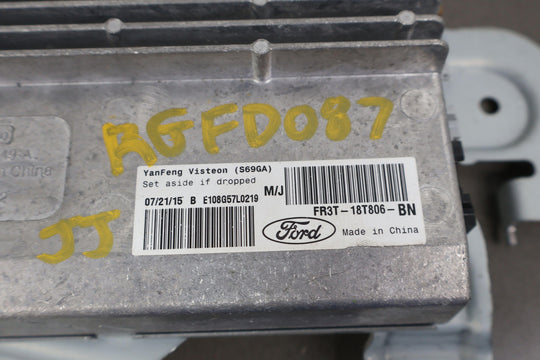 RGFD087
YanFeng Visteon (S69GA)
Set aside if dropped
M/J
07/21/15 B E108G57L0219
FR3T-18T806-BN
Ford
Made in China
JJ